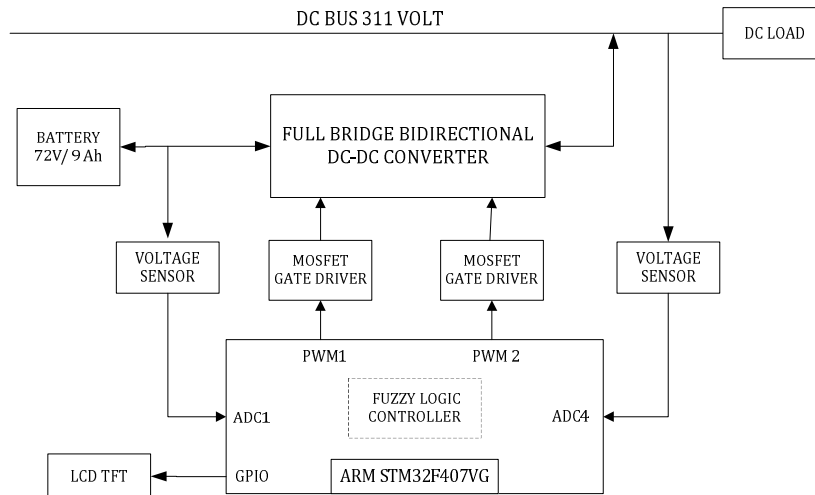 DC BUS 311 VOLT
DC LOAD
BATTERY
72V/ 9 Ah
FULL BRIDGE BIDIRECTIONAL
DC-DC CONVERTER
VOLTAGE
SENSOR
MOSFET
GATE DRIVER
MOSFET
GATE DRIVER
VOLTAGE
SENSOR
PWM1
PWM 2
FUZZY LOGIC
CONTROLLER
ADC1
ADC4
LCD TFT
GPIO
ARM STM32F407VG